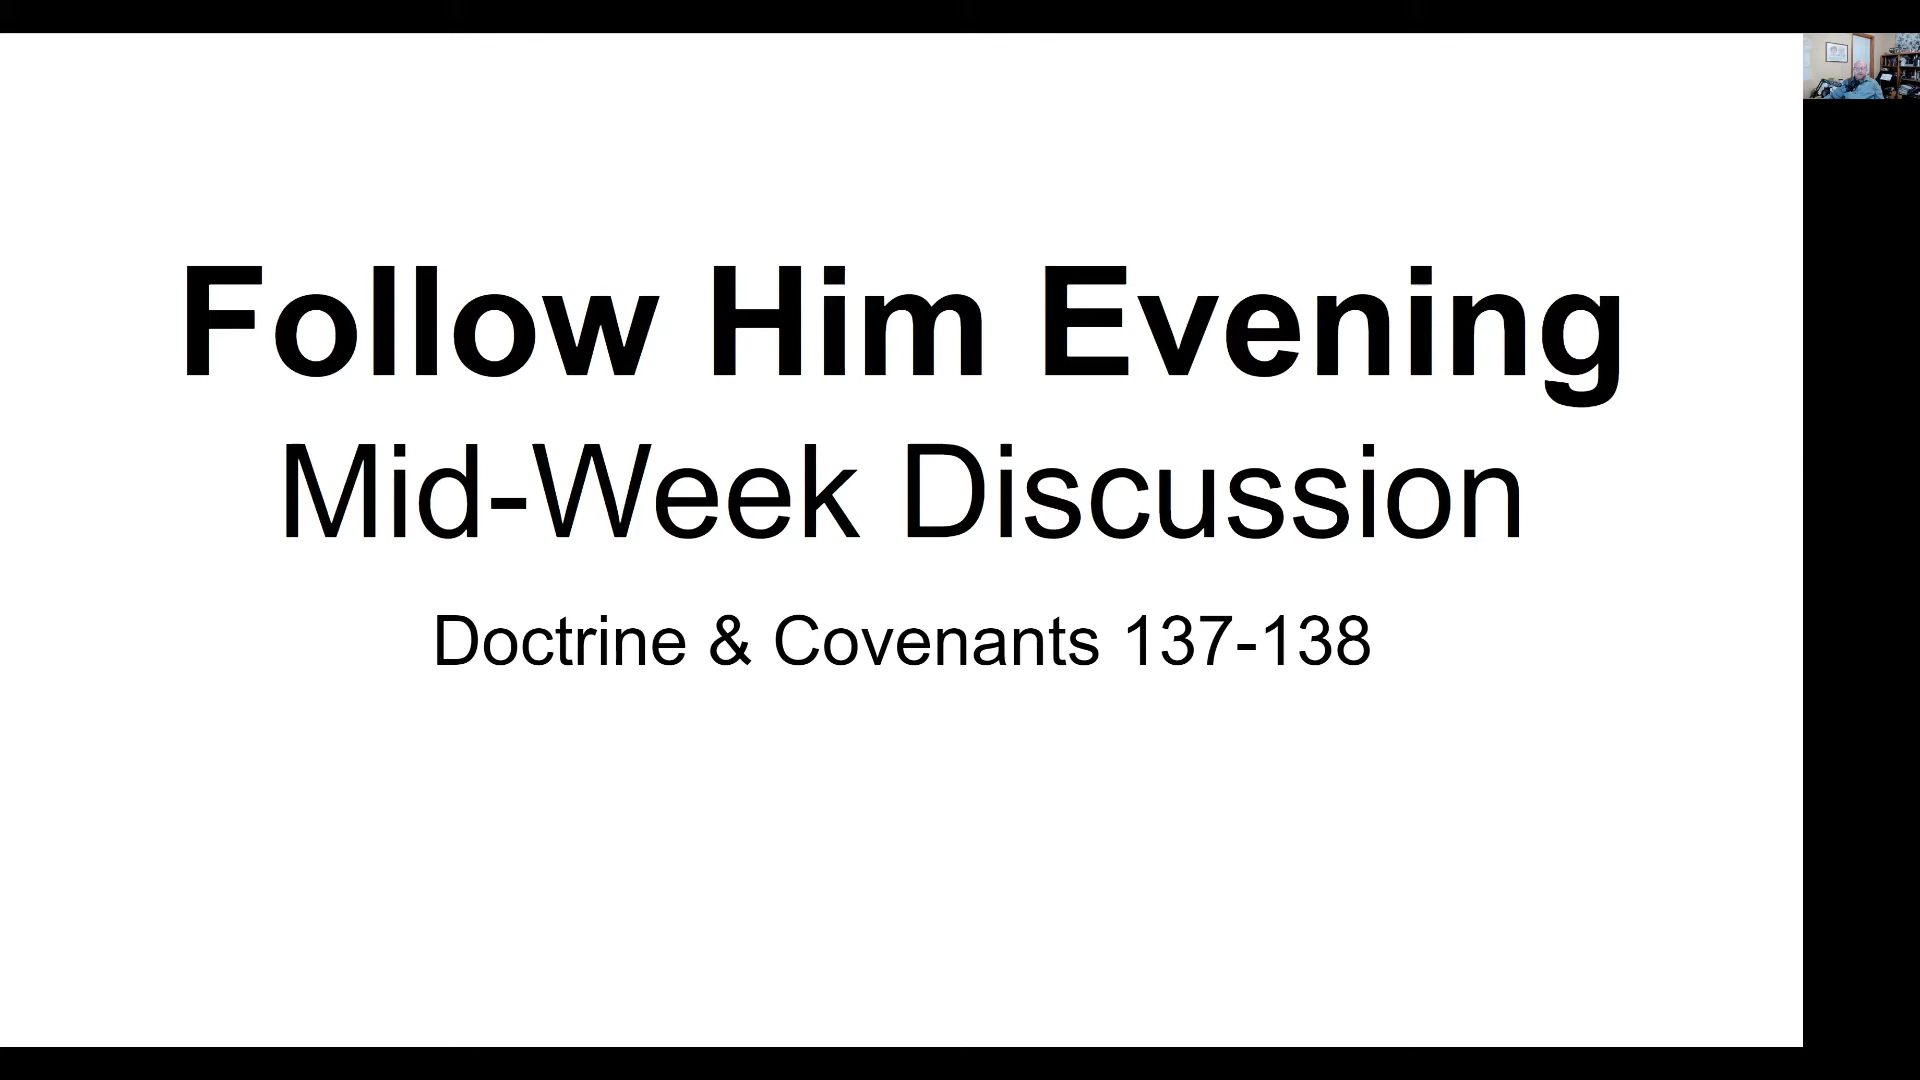 Follow Him Evening
Mid-Week Discussion
Doctrine & Covenants 137-138